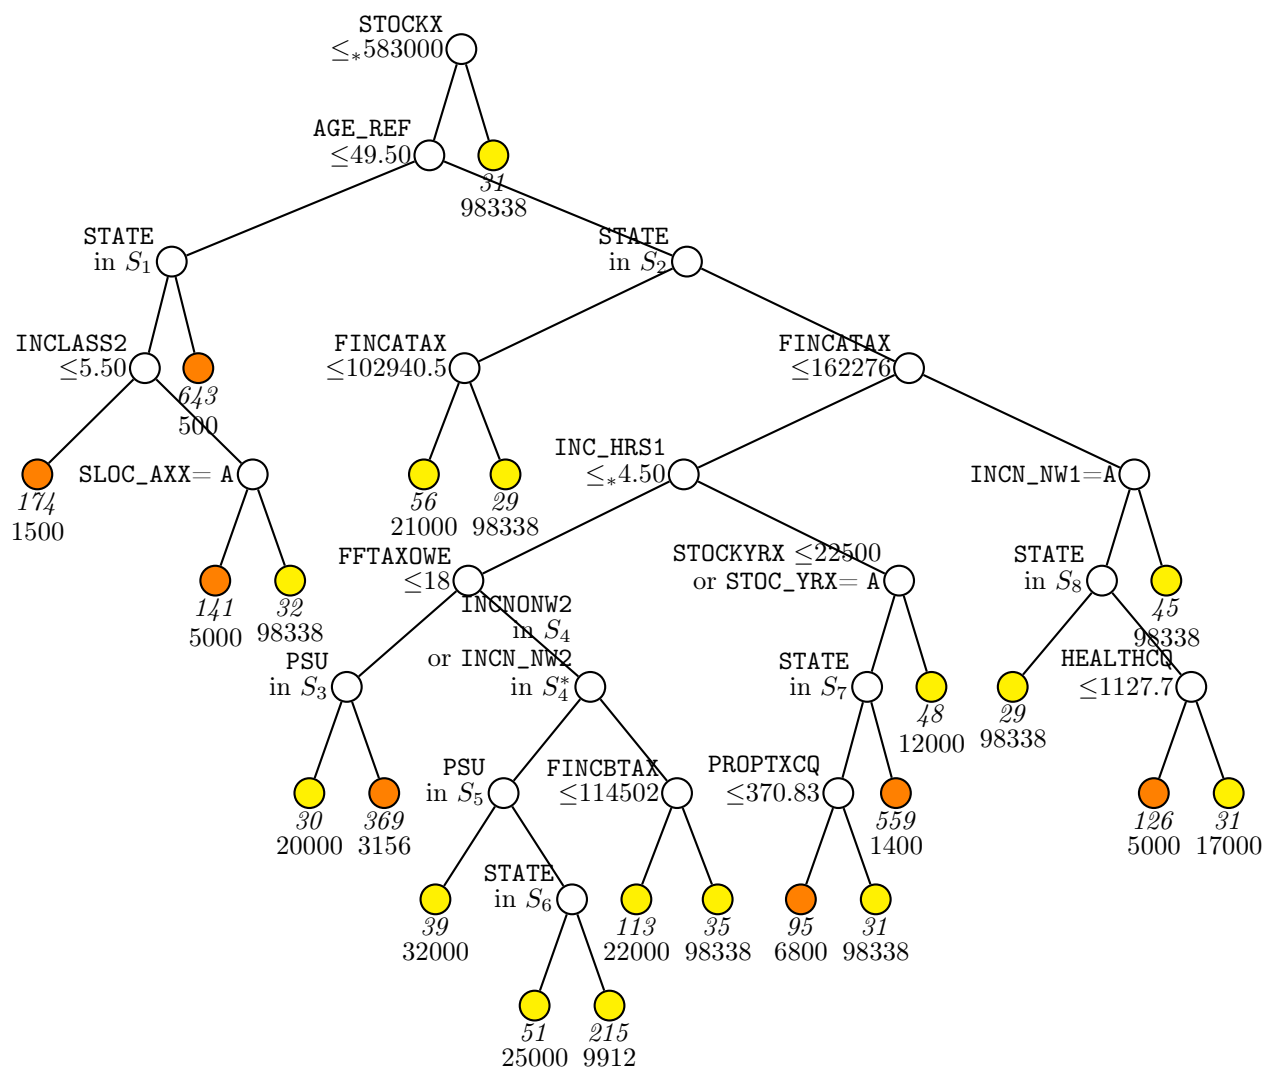 STOCKX
≤*583000
AGE_REF
≤49.50
31
98338
STATE
in S1
STATE
in S2
INCLASS2
≤5.50
643
500
FINCATAX
≤102940.5
FINCATAX
≤162276
174
1500
SLOC_AXX= A
56
21000
29
98338
INC_HRS1
≤*4.50
INCN_NW1=A
141
5000
32
98338
FFTAXOWE
≤18
STOCKYRX ≤22500
or STOC_YRX= A
STATE
in S8
45
98338
PSU
in S3
INCNONW2
in S4
or INCN_NW2
in S4*
STATE
in S7
48
12000
29
98338
HEALTHCQ
≤1127.7
30
20000
369
3156
PSU
in S5
FINCBTAX
≤114502
PROPTXCQ
≤370.83
559
1400
126
5000
31
17000
39
32000
STATE
in S6
113
22000
35
98338
95
6800
31
98338
51
25000
215
9912